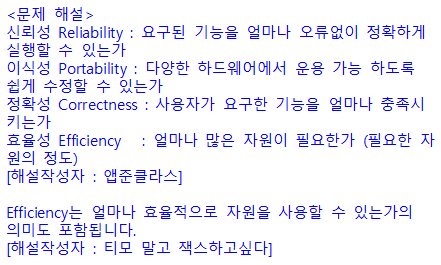 <문제 해설>
신뢰성 Reliability : 요구된 기능을 얼마나 오류없이 정확하게
실행할 수 있는가
이식성 Portability : 다양한 하드웨어에서 운용 가능 하도록
쉽게 수정할 수 있는가
정확성 Correctness : 사용자가 요구한 기능을 얼마나 충족시
키는가
효율성 Efficiency : 얼마나 많은 자원이 필요한가 (필요한 자
원의 정도)
[해설작성자 : 앱준클라스]

Efficiency는 얼마나 효율적으로 자원을 사용할 수 있는가의
의미도 포함됩니다.
[해설작성자 : 티모 말고 잭스하고싶다]